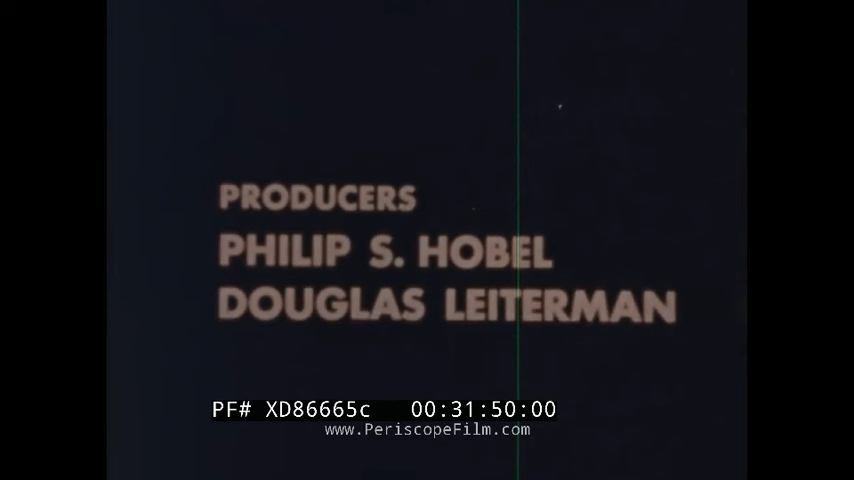 PRODUCERS
PHILIP S. HOBEL
DOUGLAS LEITERMAN
PF# XD86665c 00:31:50:00
www.PeriscopeFilm.com